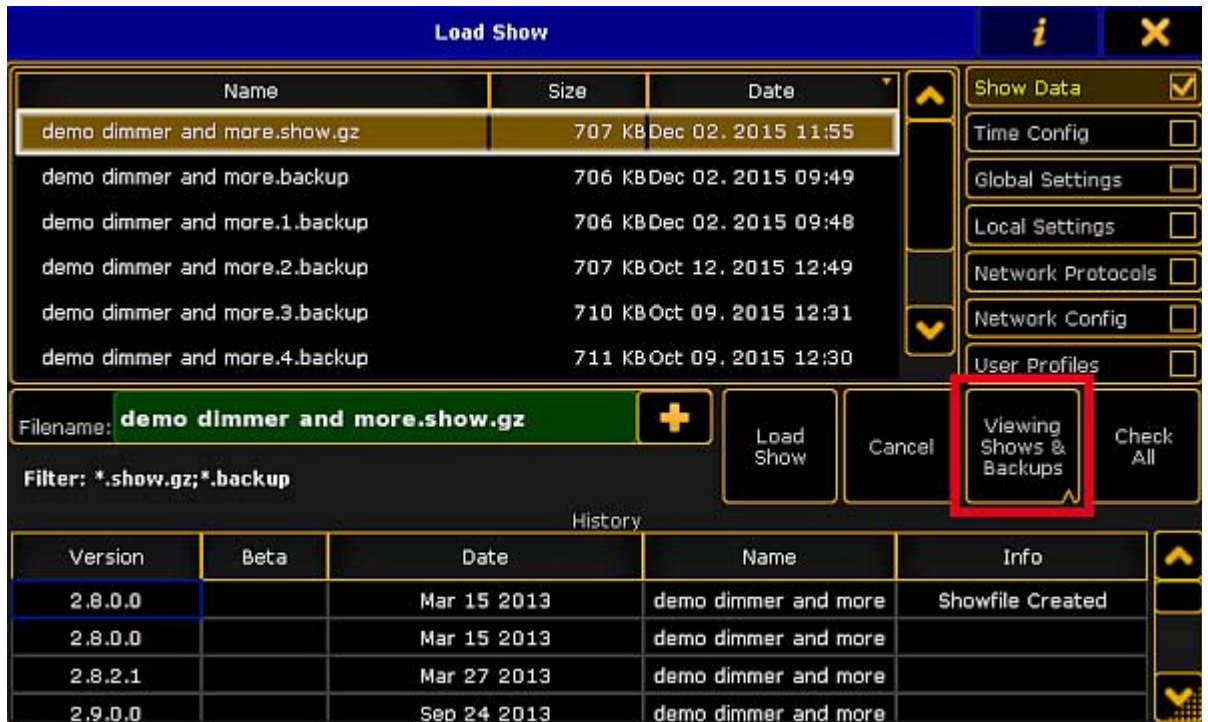 Load Show
i
Name Size Date
demo dimmer and more.show.gz 707 KB Dec 02. 2015 11:55
demo dimmer and more.backup 706 KB Dec 02. 2015 09:49
demo dimmer and more.1.backup 706 KB Dec 02. 2015 09:48
demo dimmer and more.2.backup 707 KB Oct 12. 2015 12:49
demo dimmer and more.3.backup 710 KB Oct 09. 2015 12:31
demo dimmer and more.4.backup 711 KB Oct 09. 2015 12:30
Show Data
Time Config
Global Settings
Local Settings
Network Protocols
Network Config
User Profiles
Filename: demo dimmer and more.show.gz
Filter: *.show.gz;*.backup
Load
Show
Cancel
Viewing
Shows &
Backups
Check
All
History
Version Beta Date Name Info
2.8.0.0 Mar 15 2013 demo dimmer and more Showfile Created
2.8.0.0 Mar 15 2013 demo dimmer and more
2.8.2.1 Mar 27 2013 demo dimmer and more
2.9.0.0 Sep 24 2013 demo dimmer and more